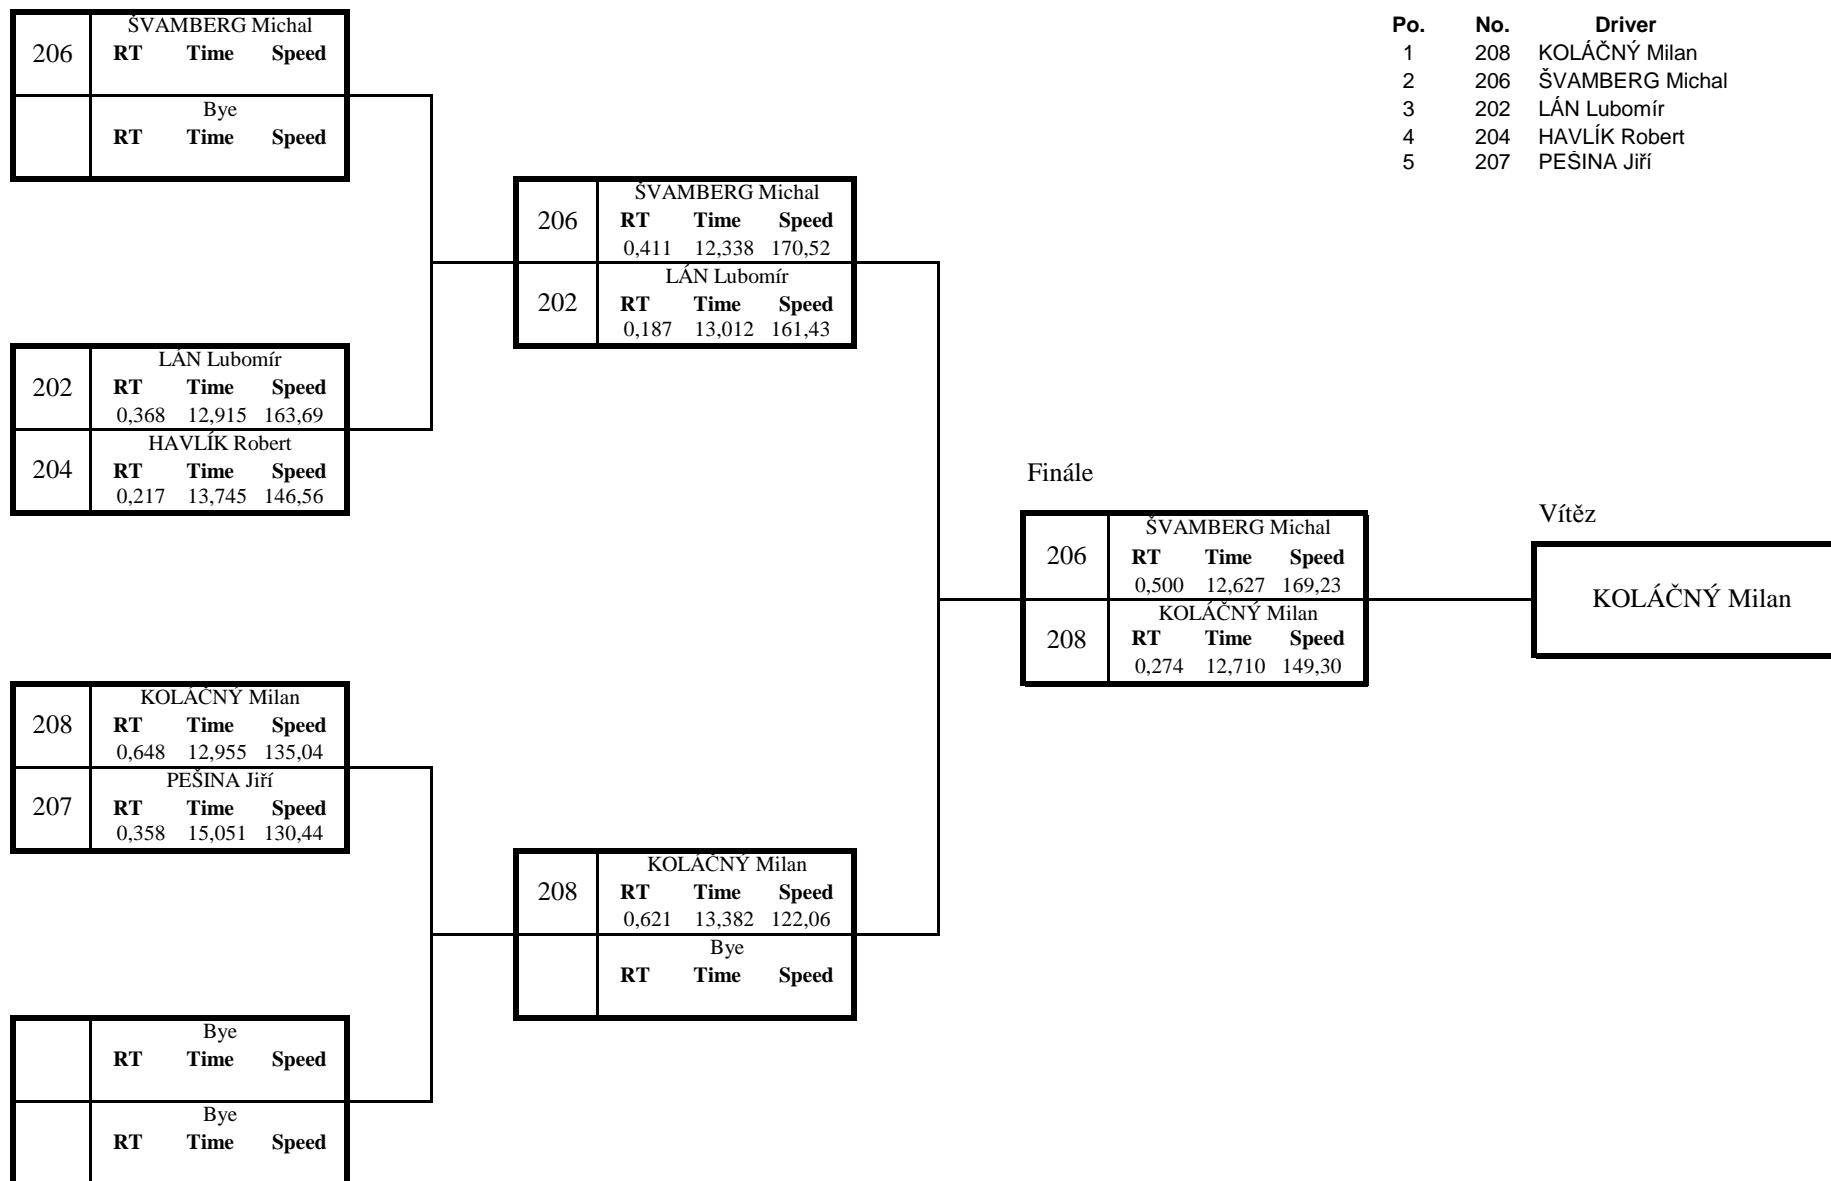 ŠVAMBERG Michal
206 RT Time Speed
Bye
RT Time Speed
LÁN Lubomír
202 RT Time Speed
0,368 12,915 163,69
HAVLÍK Robert
204 RT Time Speed
0,217 13,745 146,56
KOLÁČNÝ Milan
208 RT Time Speed
0,648 12,955 135,04
PEŠINA Jiří
207 RT Time Speed
0,358 15,051 130,44
Bye
RT Time Speed
Bye
RT Time Speed
ŠVAMBERG Michal
206 RT Time Speed
0,411 12,338 170,52
LÁN Lubomír
202 RT Time Speed
0,187 13,012 161,43
KOLÁČNÝ Milan
208 RT Time Speed
0,621 13,382 122,06
Bye
RT Time Speed
Finále
ŠVAMBERG Michal
206 RT Time Speed
0,500 12,627 169,23
KOLÁČNÝ Milan
208 RT Time Speed
0,274 12,710 149,30
Vítěz
KOLÁČNÝ Milan
Po. No. Driver
1 208 KOLÁČNÝ Milan
2 206 ŠVAMBERG Michal
3 202 LÁN Lubomír
4 204 HAVLÍK Robert
5 207 PEŠINA Jiří